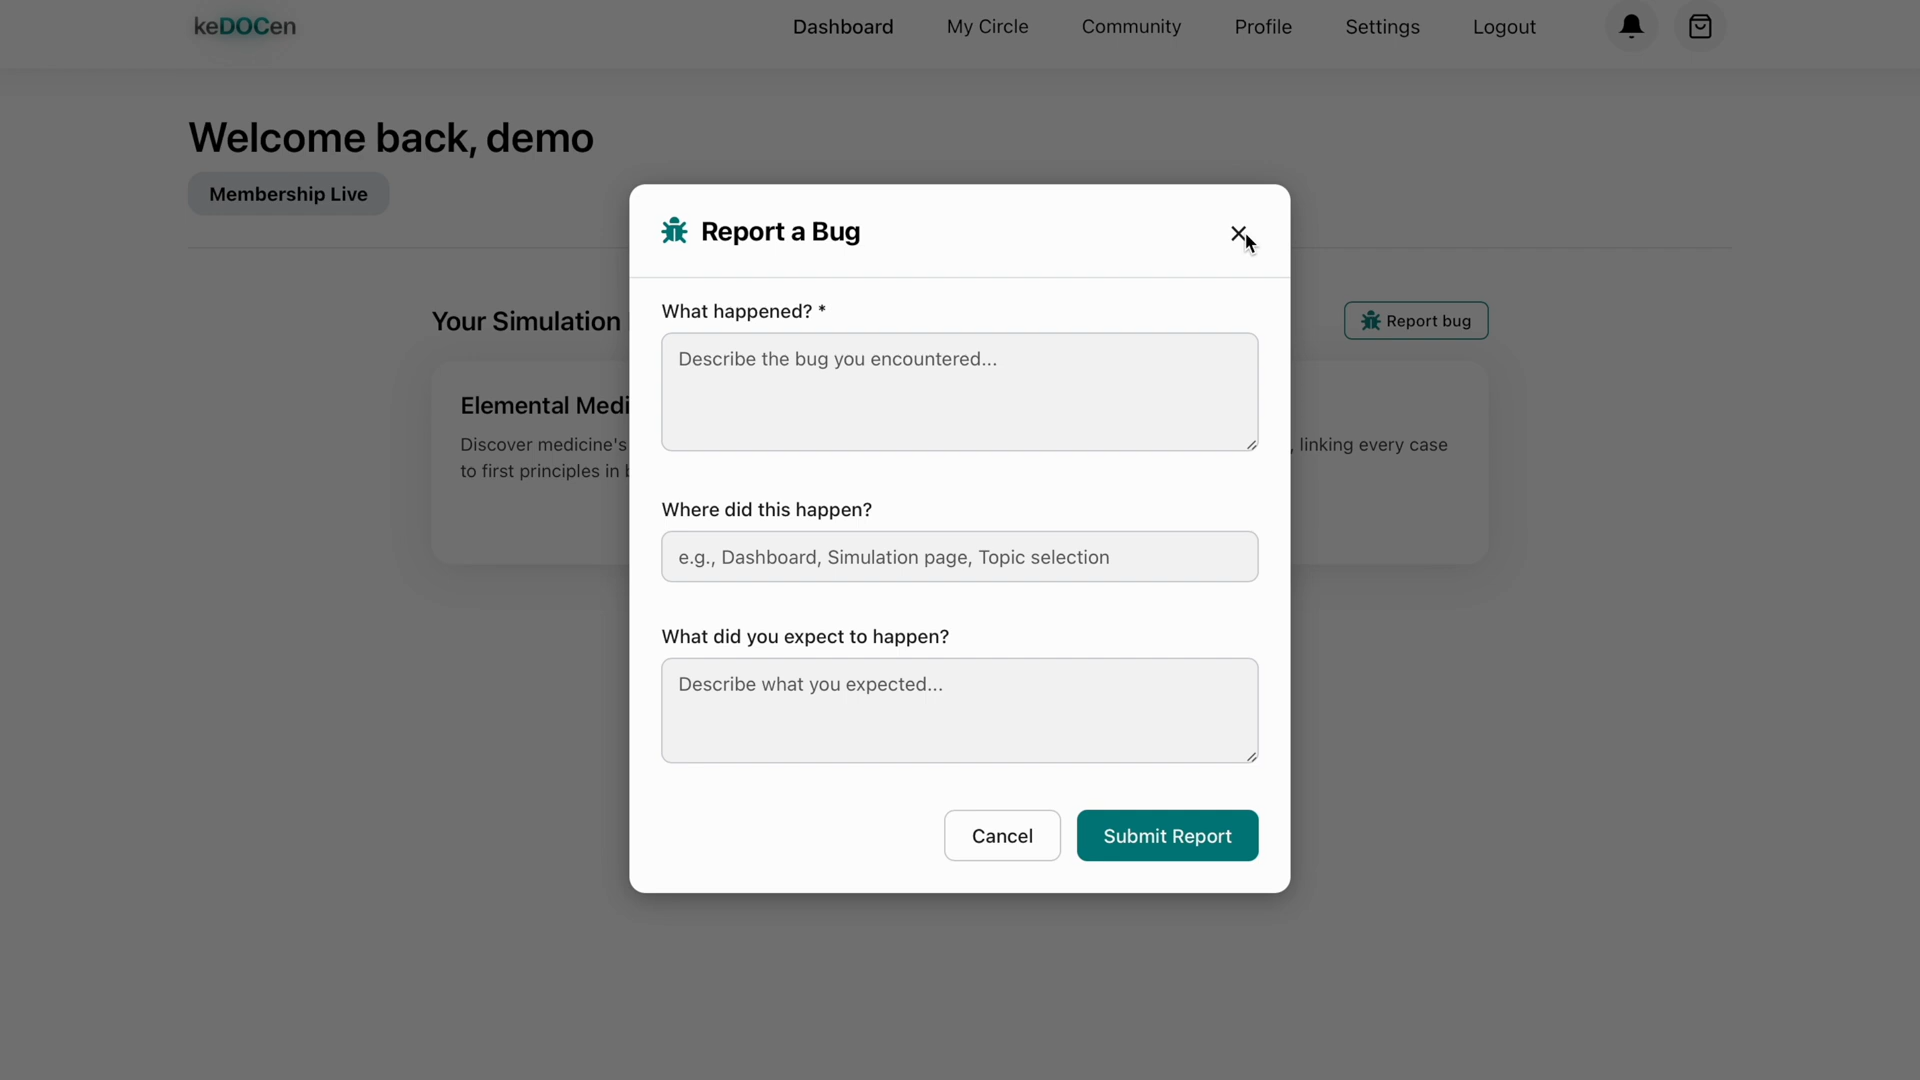 keDOCen
Dashboard
My Circle
Community
Profile
Settings
Logout
Welcome back, demo
Membership Live
Your Simulation
Report bug
Elemental Medi
Discover medicine's
, linking every case
to first principles in b
Report a Bug
What happened? *
Describe the bug you encountered...
Where did this happen?
e.g., Dashboard, Simulation page, Topic selection
What did you expect to happen?
Describe what you expected...
Cancel
Submit Report